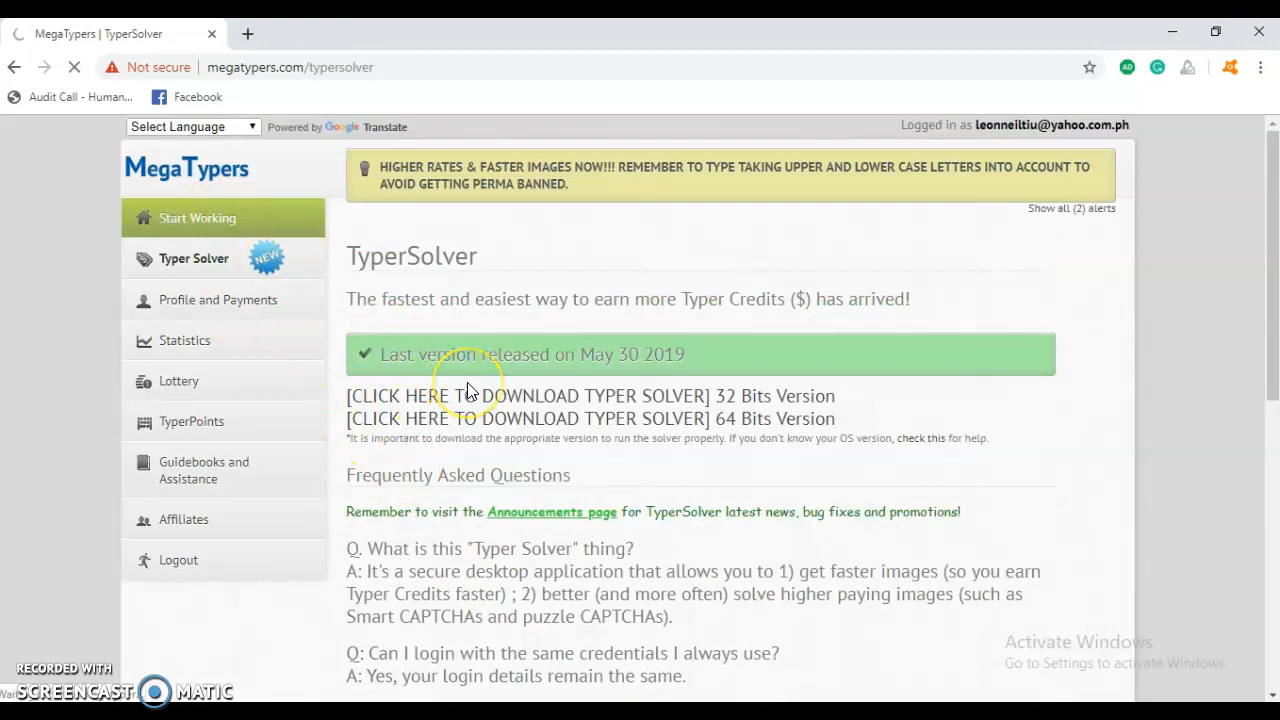 MegaTypers | TyperSolver
Not secure | megatypers.com/typersolver
Audit Call - Human...
Facebook
Select Language
Powered by Google Translate
Logged in as leonneiltiu@yahoo.com.ph
MegaTypers
HIGHER RATES & FASTER IMAGES NOW!!! REMEMBER TO TYPE TAKING UPPER AND LOWER CASE LETTERS INTO ACCOUNT TO
AVOID GETTING PERMA BANNED.
Show all (2) alerts
Start Working
Typer Solver
NEW
Profile and Payments
Statistics
Lottery
TyperPoints
Guidebooks and
Assistance
Affiliates
Logout
TyperSolver
The fastest and easiest way to earn more Typer Credits ($) has arrived!
Last version released on May 30 2019
[CLICK HERE TO DOWNLOAD TYPER SOLVER] 32 Bits Version
[CLICK HERE TO DOWNLOAD TYPER SOLVER] 64 Bits Version
*It is important to download the appropriate version to run the solver properly. If you don't know your OS version, check this for help.
Frequently Asked Questions
Remember to visit the Announcements page for TyperSolver latest news, bug fixes and promotions!
Q. What is this "Typer Solver" thing?
A: It's a secure desktop application that allows you to 1) get faster images (so you earn
Typer Credits faster) ; 2) better (and more often) solve higher paying images (such as
Smart CAPTCHAs and puzzle CAPTCHAs).
Q: Can I login with the same credentials I always use?
A: Yes, your login details remain the same.
Activate Windows
Go to Settings to activate Windows.
RECORDED WITH
SCREENCAST MATIC